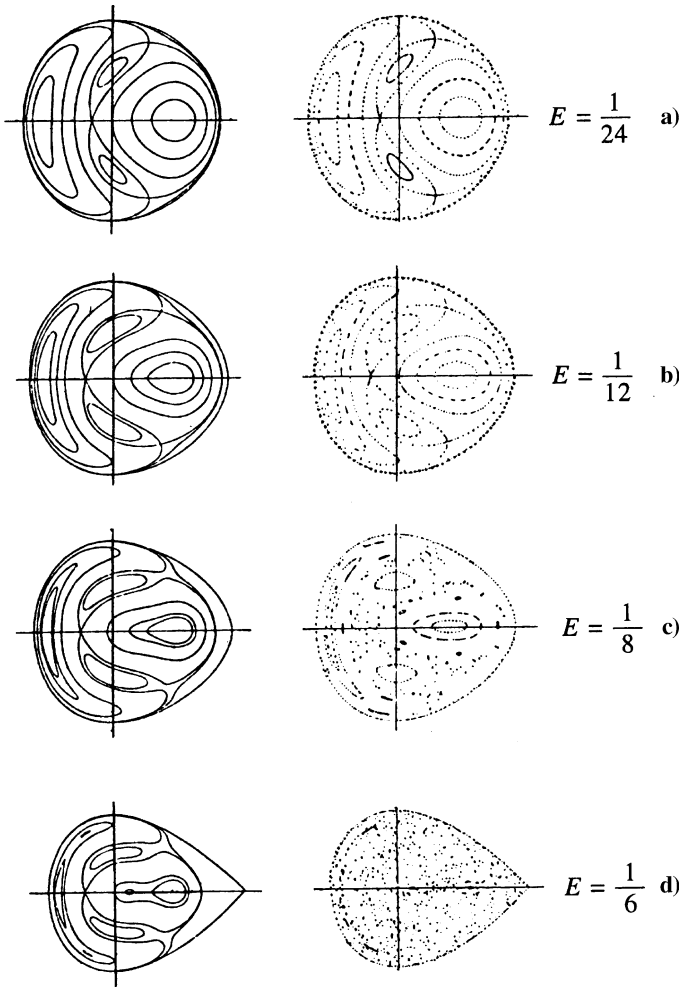 E = 1/24 a)
E = 1/12 b)
E = 1/8 c)
E = 1/6 d)